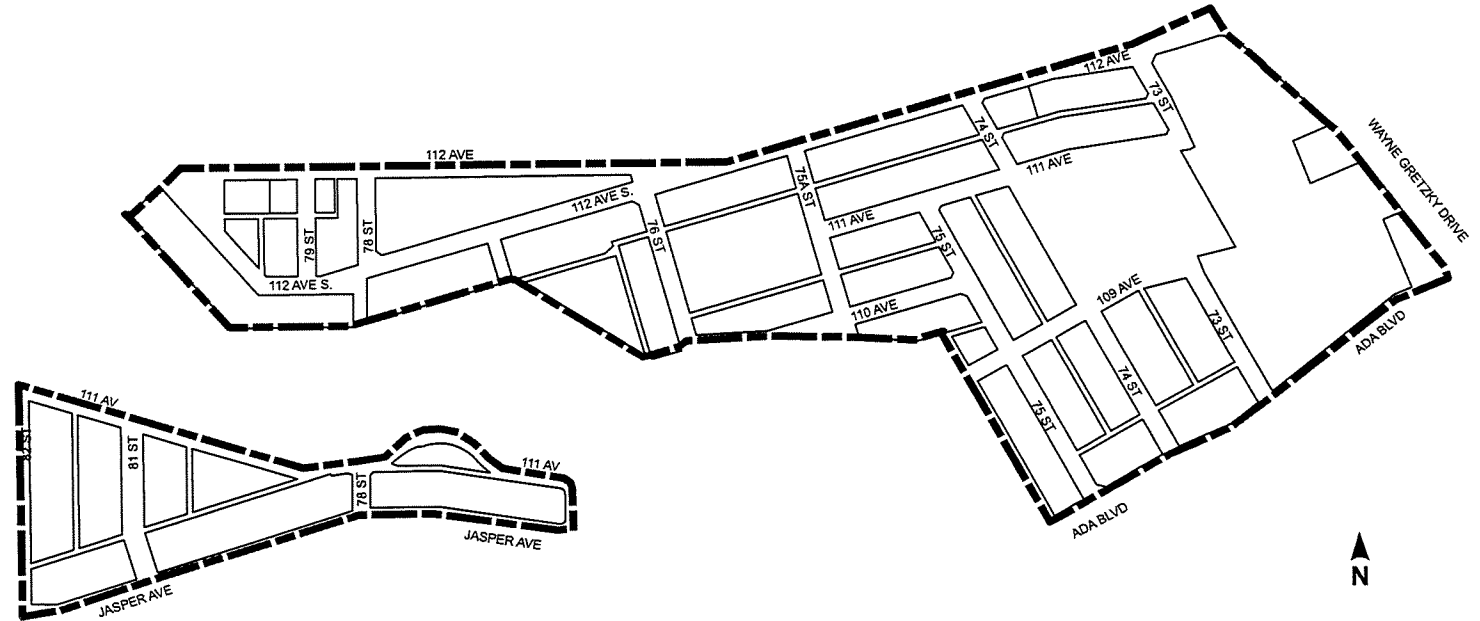 112 AVE
73 ST
74 ST
WAYNE GRETZKY DRIVE
112 AVE
111 AVE
75A ST
112 AVE S.
76 ST
111 AVE
79 ST
78 ST
75 ST
112 AVE S.
109 AVE
110 AVE
73 ST
ADA BLVD
74 ST
75 ST
111 AV
82 ST
81 ST
111 AV
78 ST
ADA BLVD
JASPER AVE
JASPER AVE
N